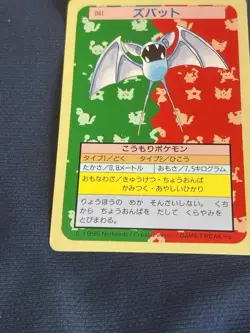 041 ズバット
こうもりポケモン
タイプ1/どく タイプ2/ひこう
たかさ/0.8メートル おもさ/7.5キログラム
おもなわざ/きゅうけつ・ちょうおんぱ
かみつく・あやしいひかり
りょうほうの めが そんざいしない。 くち
から ちょうおんぱを だして くらやみを
とびまわる。
© 1995 Nintendo / Creatures inc. / GAME FREAK inc.